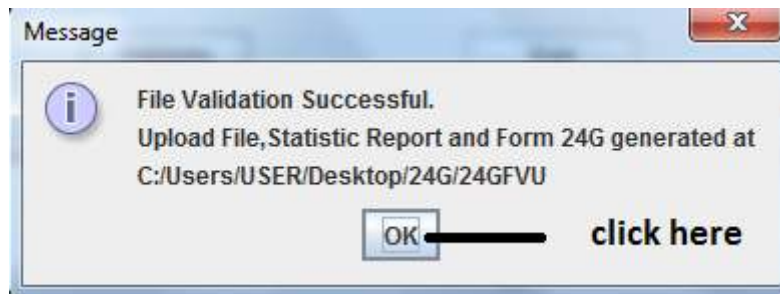 Message
File Validation Successful.
Upload File,Statistic Report and Form 24G generated at
C:/Users/USER/Desktop/24G/24GFVU
OK click here